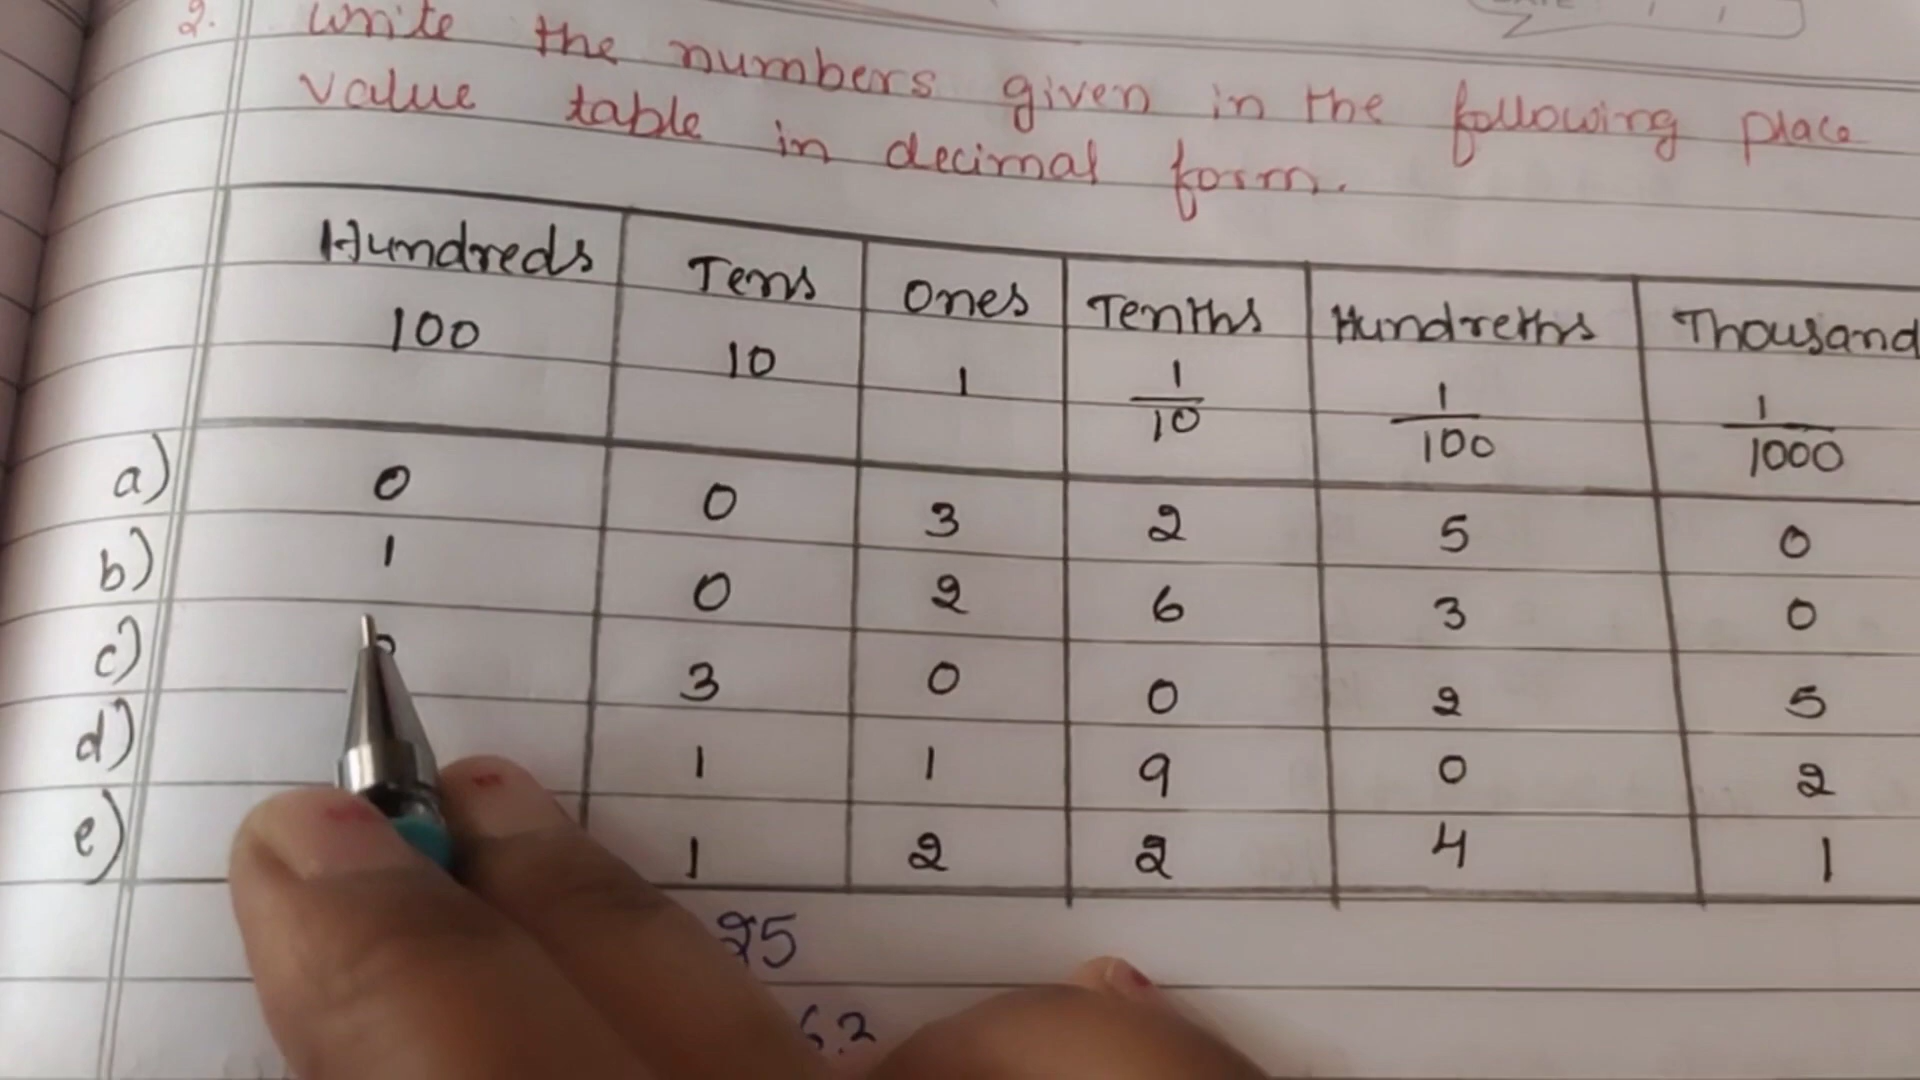 2. Write the numbers given in the following place
value table in decimal form.
Hundreds Tens Ones Tenths Hundreths Thousand
100 10 1 1/10 1/100 1/1000
a) 0 0 3 2 5 0
b) 1 0 2 6 3 0
c) 3 0 0 2 5
d) 1 1 9 0 2
e) 1 2 2 4 1
25